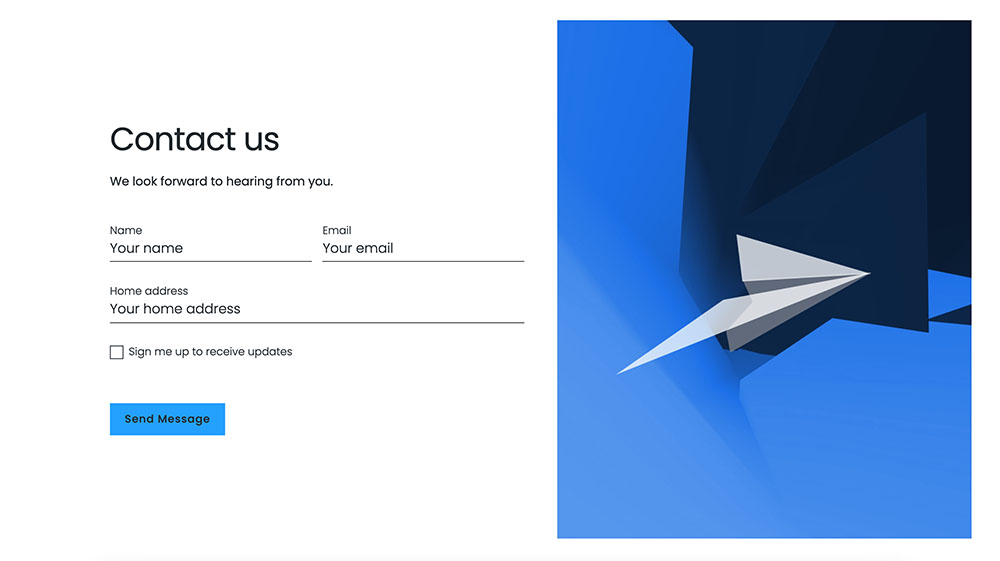 Contact us
We look forward to hearing from you.
Name
Email
Your name
Your email
Home address
Your home address
Sign me up to receive updates
Send Message